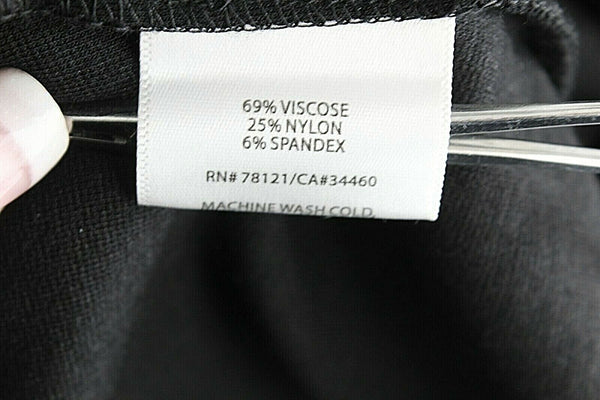 69% VISCOSE
25% NYLON
6% SPANDEX
RN# 78121/CA#34460
MACHINE WASH COLD,